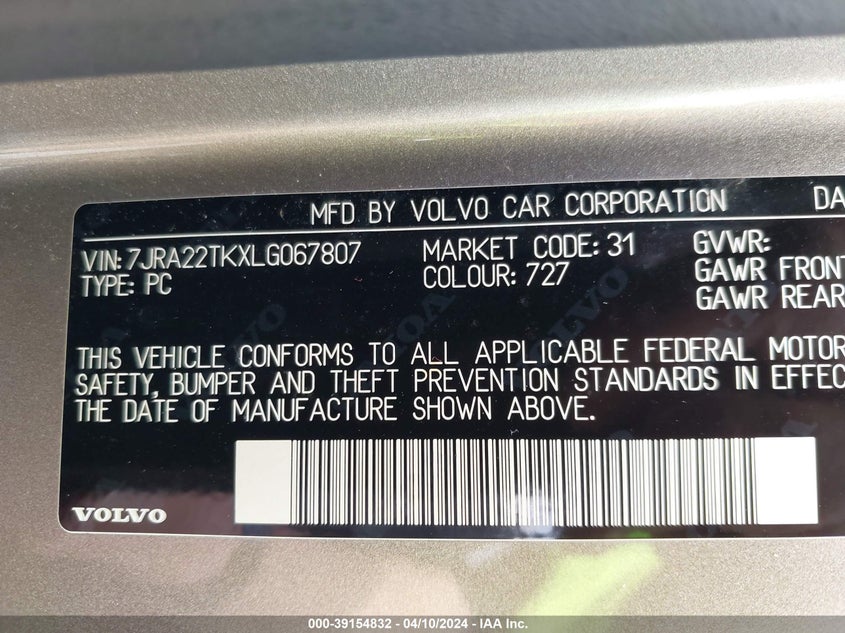 MFD BY VOLVO CAR CORPORATION DA
VIN: 7JRA22TKXLG067807 MARKET CODE: 31 GVWR:
TYPE: PC COLOUR: 727 GAWR FRONT
GAWR REAR
THIS VEHICLE CONFORMS TO ALL APPLICABLE FEDERAL MOTOR
SAFETY, BUMPER AND THEFT PREVENTION STANDARDS IN EFFEC
THE DATE OF MANUFACTURE SHOWN ABOVE.
VOLVO
000-39154832 - 04/10/2024 - IAA Inc.